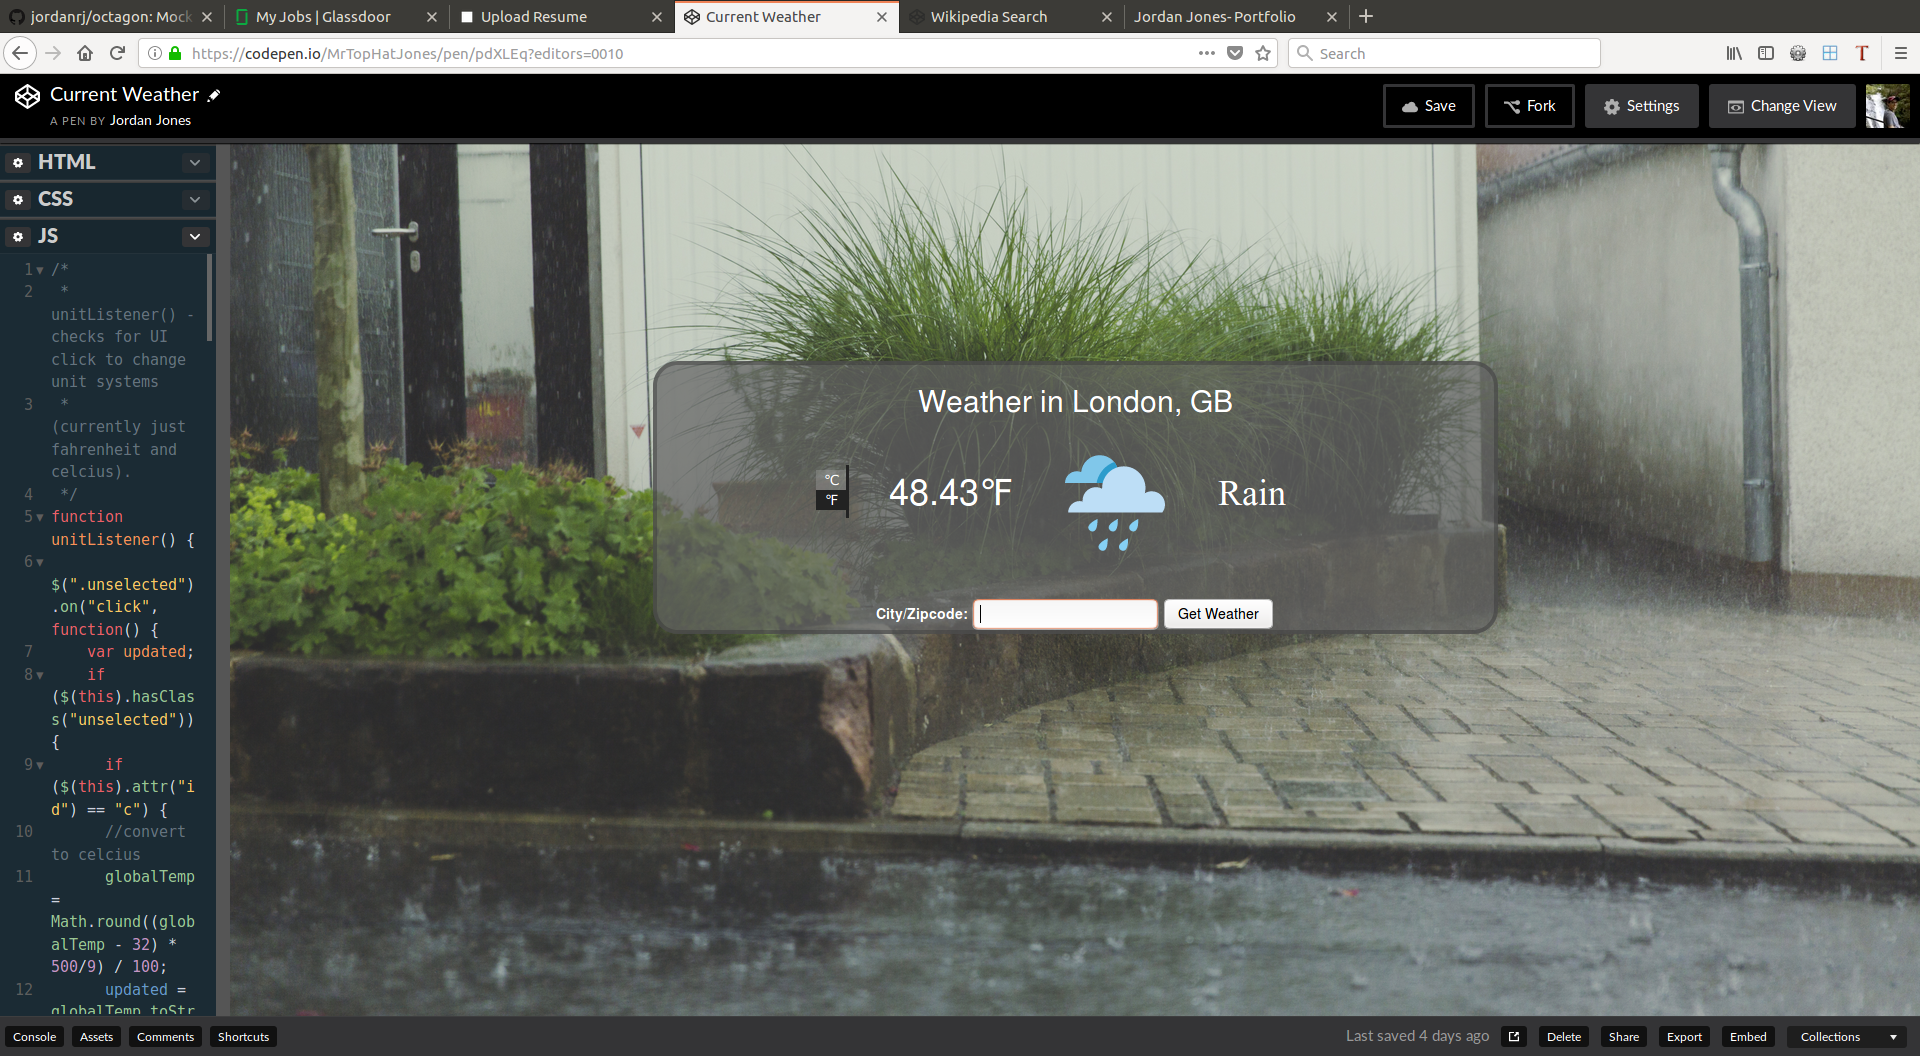 jordanrj/octagon: Mock
My Jobs | Glassdoor
Upload Resume
Current Weather
Wikipedia Search
Jordan Jones- Portfolio
https://codepen.io/MrTopHatJones/pen/pdXLEq?editors=0010
Search
Current Weather
A PEN BY Jordan Jones
Save
Fork
Settings
Change View
HTML
CSS
JS
1 /*
2 *
unitListener() -
checks for UI
click to change
unit systems
3 *
(currently just
fahrenheit and
celcius).
4 */
5 function
unitListener() {
6
$(".unselected")
.on("click",
function() {
7 var updated;
8 if
($(this).hasClas
s("unselected"))
{
9 if
($(this).attr("i
d") == "c") {
10 //convert
to celcius
11 globalTemp
=
Math.round((glob
alTemp - 32) *
500/9) / 100;
12 updated =
globalTemp.toStr
Weather in London, GB
°C
°F
48.43°F
Rain
City/Zipcode:
Get Weather
Console
Assets
Comments
Shortcuts
Last saved 4 days ago
Delete
Share
Export
Embed
Collections